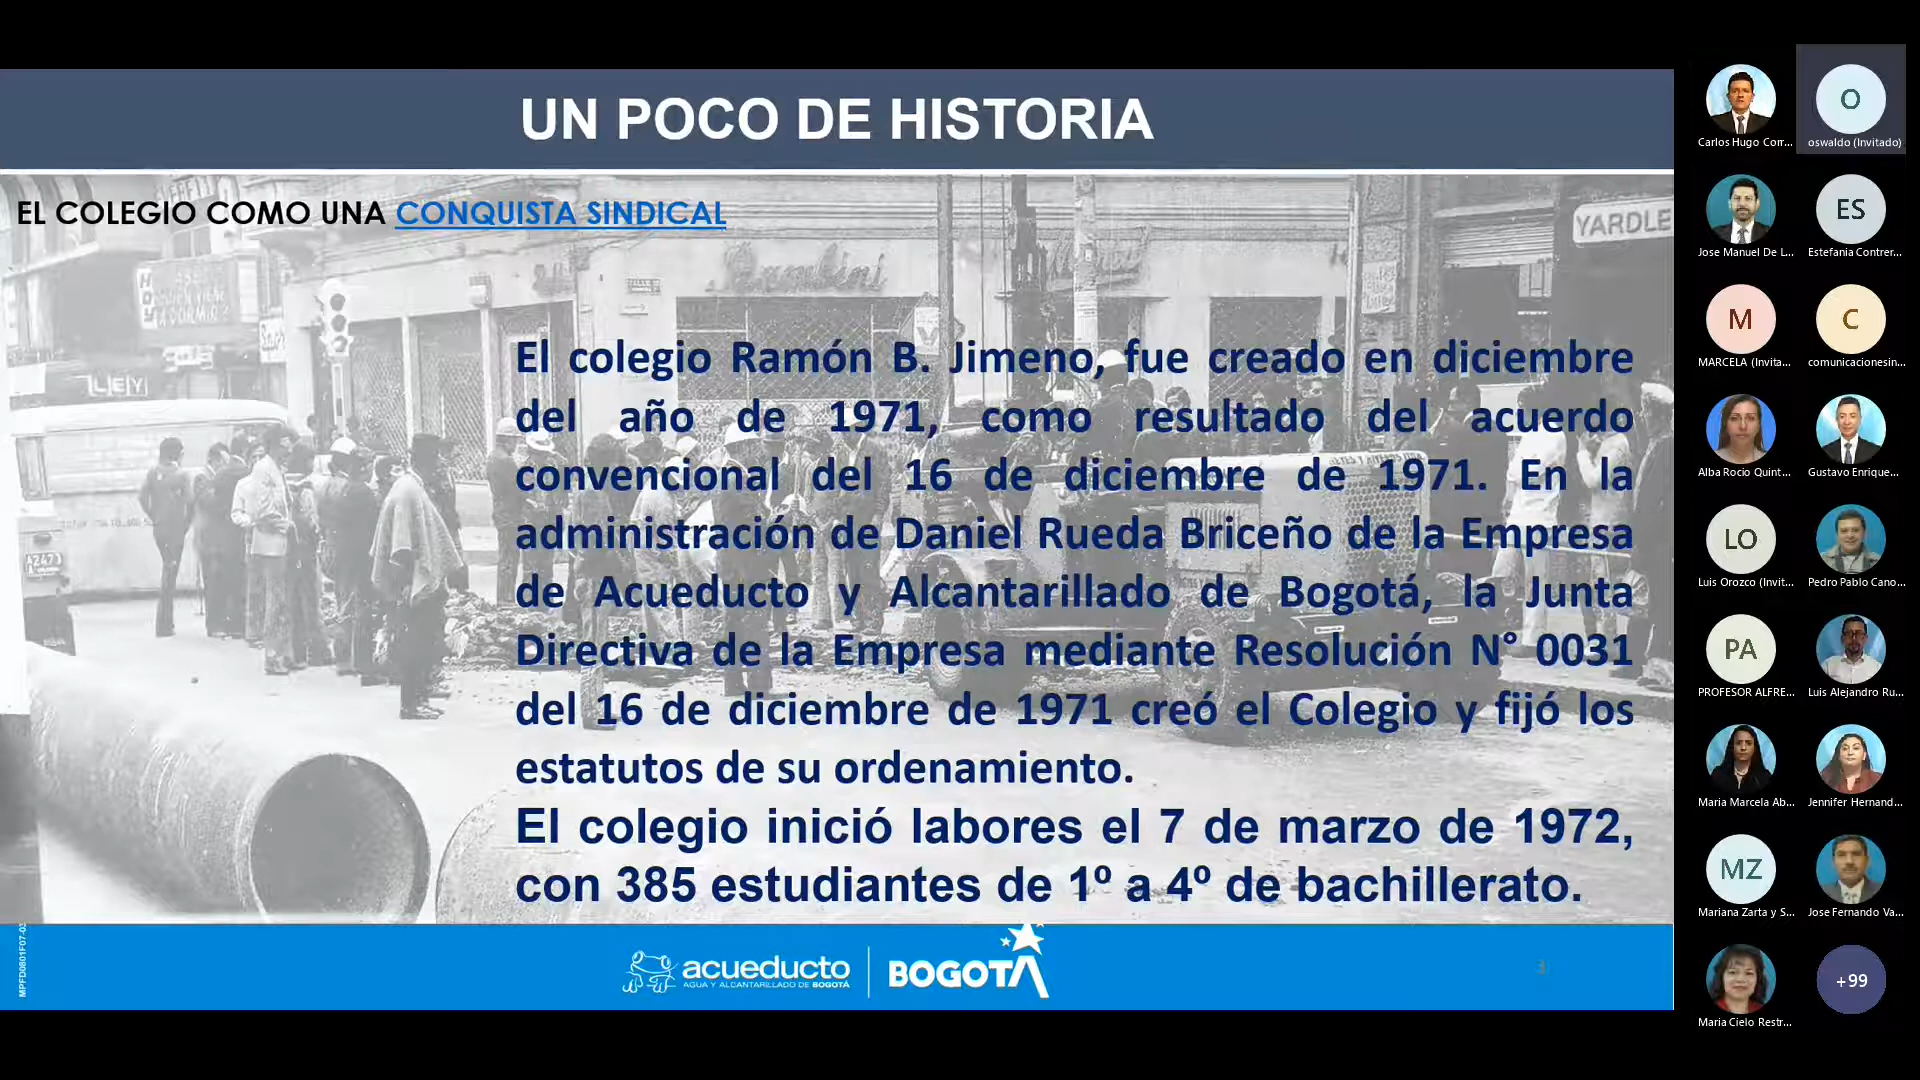 UN POCO DE HISTORIA
EL COLEGIO COMO UNA CONQUISTA SINDICAL
YARDLE
LEY
El colegio Ramón B. Jimeno, fue creado en diciembre
del año de 1971, como resultado del acuerdo
convencional del 16 de diciembre de 1971. En la
administración de Daniel Rueda Briceño de la Empresa
de Acueducto y Alcantarillado de Bogotá, la Junta
Directiva de la Empresa mediante Resolución N° 0031
del 16 de diciembre de 1971 creó el Colegio y fijó los
estatutos de su ordenamiento.
El colegio inició labores el 7 de marzo de 1972,
con 385 estudiantes de 1º a 4º de bachillerato.
acueducto
AGUA Y ALCANTARILLADO DE BOGOTÁ
BOGOTÁ
3
Carlos Hugo Corr...
O
oswaldo (Invitado)
Jose Manuel De L...
ES
Estefania Contrer...
M
MARCELA (Invita...
C
comunicacionesin...
Alba Rocio Quint...
Gustavo Enrique...
LO
Luis Orozco (Invit...
Pedro Pablo Cano...
PA
PROFESOR ALFRE...
Luis Alejandro Ru...
Maria Marcela Ab...
Jennifer Hernand...
MZ
Mariana Zarta y S...
Jose Fernando Va...
Maria Cielo Restr...
+99